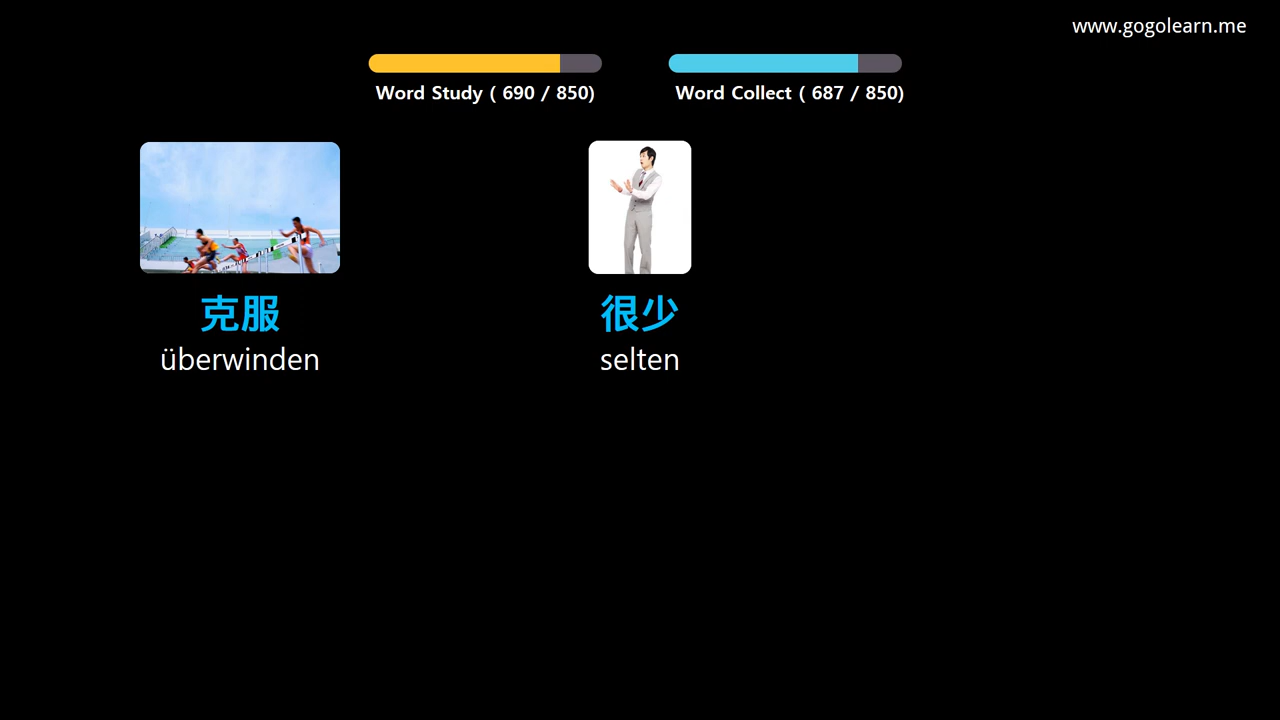 www.gogolearn.me
Word Study ( 690 / 850)
Word Collect ( 687 / 850)
克服
überwinden
很少
selten